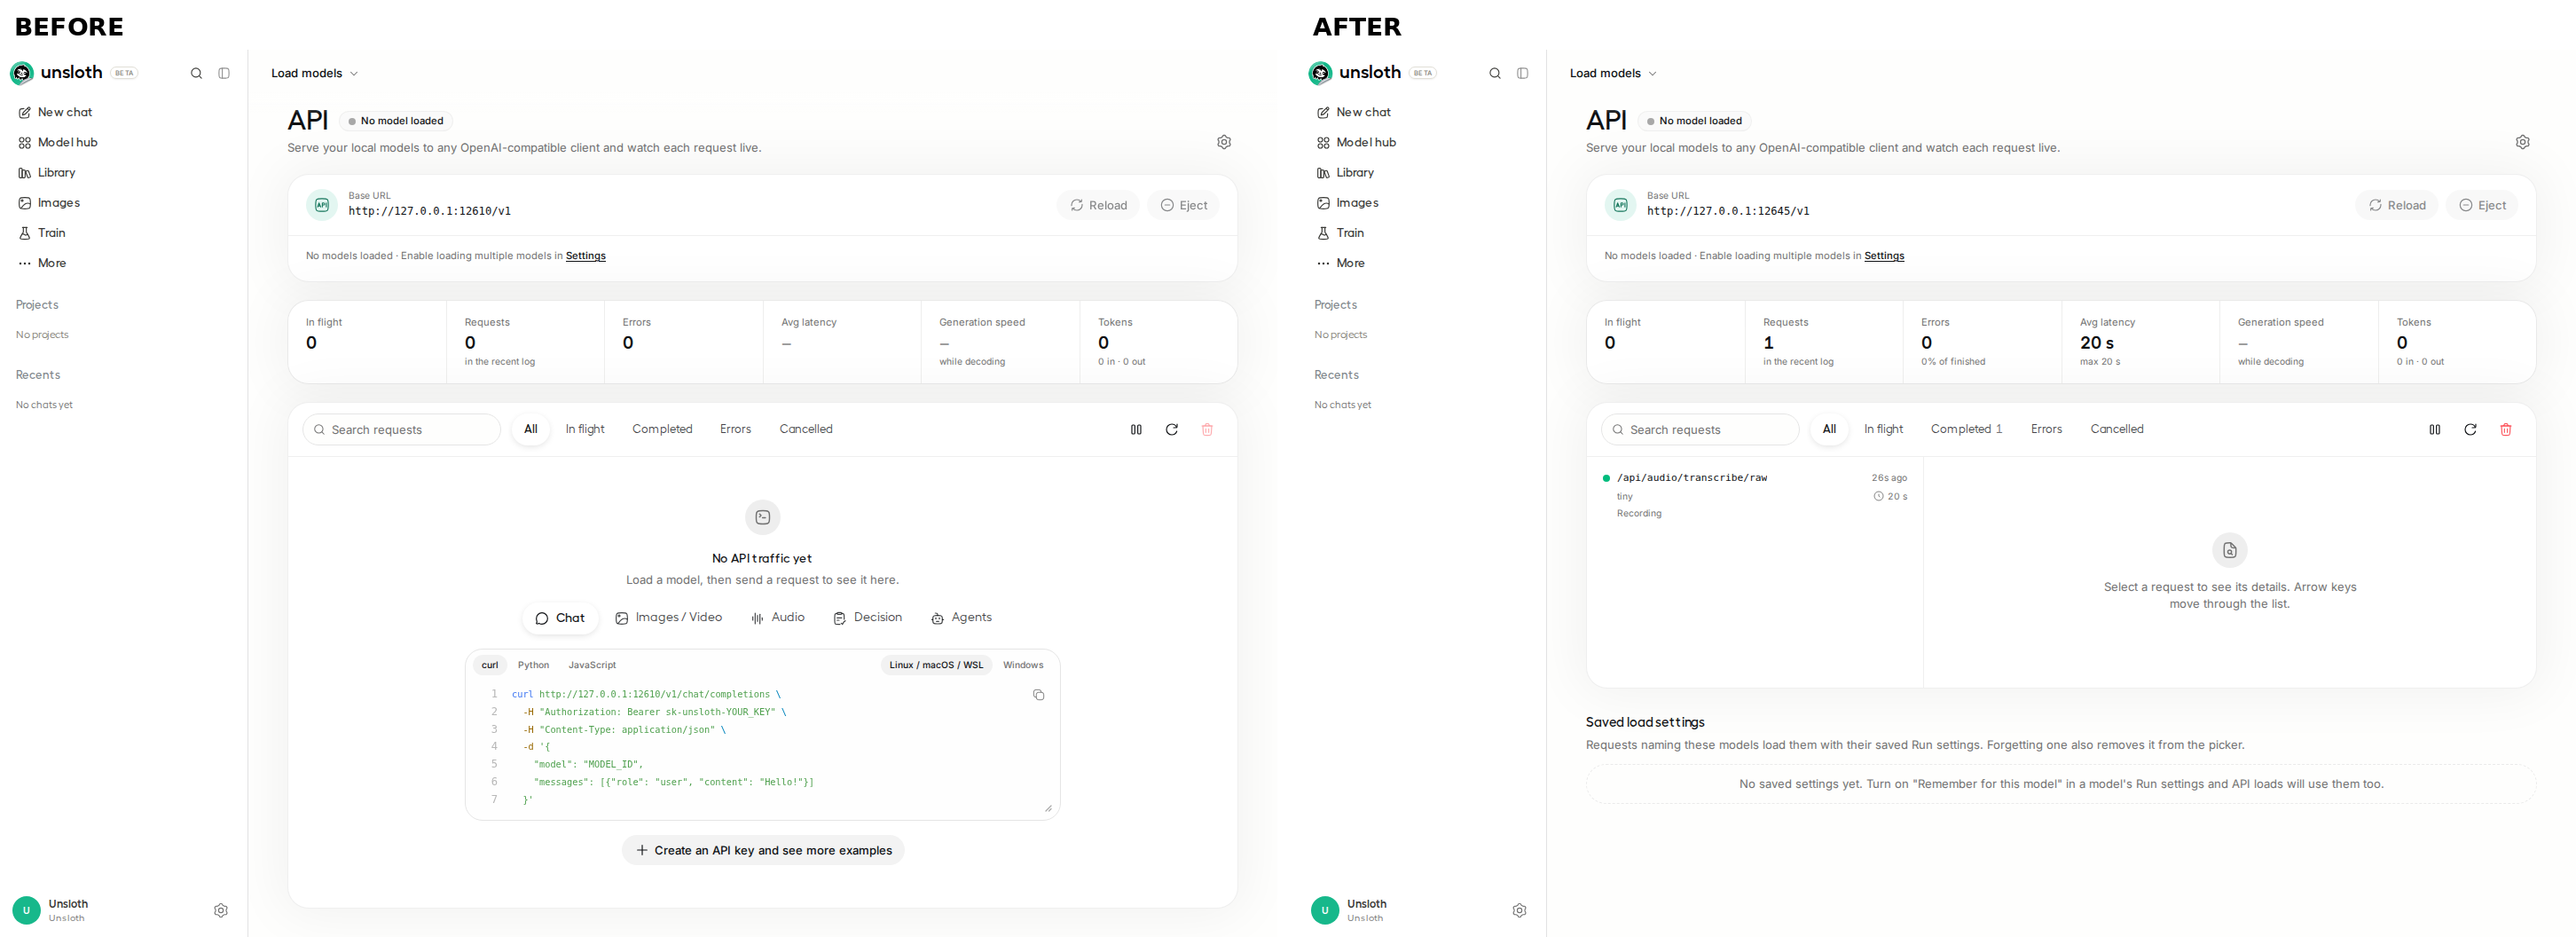 BEFORE
unsloth BETA
New chat
Model hub
Library
Images
Train
More
Projects
No projects
Recents
No chats yet
Unsloth
Unsloth
U
Load models
API No model loaded
Serve your local models to any OpenAI-compatible client and watch each request live.
API
Base URL
http://127.0.0.1:12610/v1
Reload Eject
No models loaded · Enable loading multiple models in Settings
In flight
0
Requests
0
in the recent log
Errors
0
Avg latency
–
Generation speed
–
while decoding
Tokens
0
0 in · 0 out
Search requests All In flight Completed Errors Cancelled
No API traffic yet
Load a model, then send a request to see it here.
Chat Images / Video Audio Decision Agents
curl Python JavaScript Linux / macOS / WSL Windows
1 curl http://127.0.0.1:12610/v1/chat/completions \
2 -H "Authorization: Bearer sk-unsloth-YOUR_KEY" \
3 -H "Content-Type: application/json" \
4 -d '{
5 "model": "MODEL_ID",
6 "messages": [{"role": "user", "content": "Hello!"}]
7 }'
+ Create an API key and see more examples
AFTER
unsloth BETA
New chat
Model hub
Library
Images
Train
More
Projects
No projects
Recents
No chats yet
Unsloth
Unsloth
U
Load models
API No model loaded
Serve your local models to any OpenAI-compatible client and watch each request live.
API
Base URL
http://127.0.0.1:12645/v1
Reload Eject
No models loaded · Enable loading multiple models in Settings
In flight
0
Requests
1
in the recent log
Errors
0
0% of finished
Avg latency
20 s
max 20 s
Generation speed
–
while decoding
Tokens
0
0 in · 0 out
Search requests All In flight Completed 1 Errors Cancelled
/api/audio/transcribe/raw 26s ago
tiny 20 s
Recording
Select a request to see its details. Arrow keys
move through the list.
Saved load settings
Requests naming these models load them with their saved Run settings. Forgetting one also removes it from the picker.
No saved settings yet. Turn on "Remember for this model" in a model's Run settings and API loads will use them too.